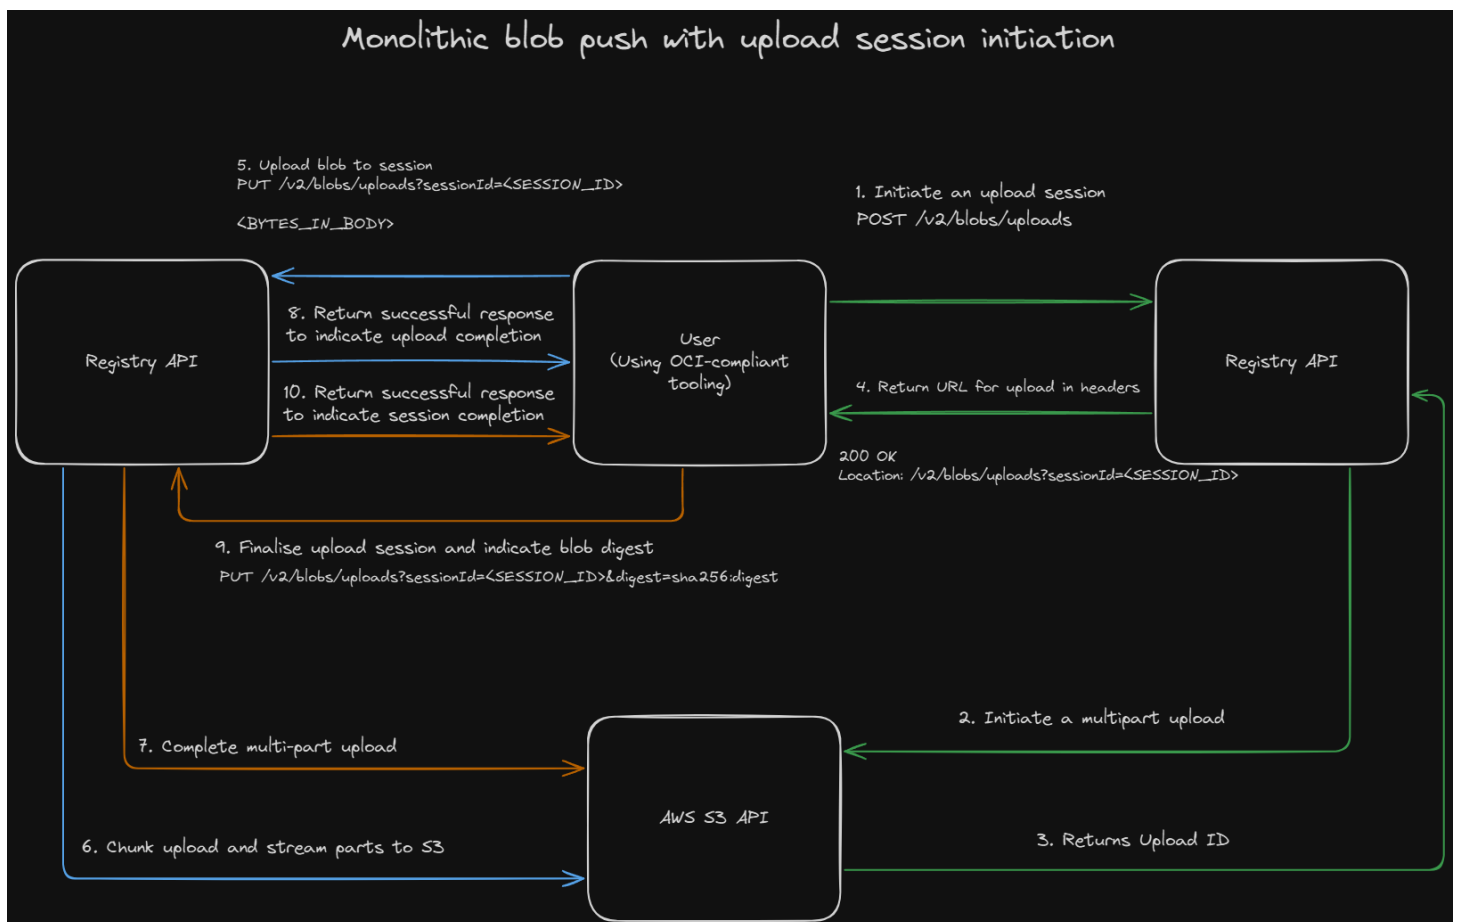 Monolithic blob push with upload session initiation
5. Upload blob to session
PUT /v2/blobs/uploads?sessionId=<SESSION_ID>
<BYTES_IN_BODY>
1. Initiate an upload session
POST /v2/blobs/uploads
8. Return successful response
to indicate upload completion
Registry API
10. Return successful response
to indicate session completion
User
(Using OCI-compliant
tooling)
4. Return URL for upload in headers
Registry API
200 OK
Location: /v2/blobs/uploads?sessionId=<SESSION_ID>
9. Finalise upload session and indicate blob digest
PUT /v2/blobs/uploads?sessionId=<SESSION_ID>&digest=sha256:digest
2. Initiate a multipart upload
7. Complete multi-part upload
AWS S3 API
6. Chunk upload and stream parts to S3
3. Returns Upload ID